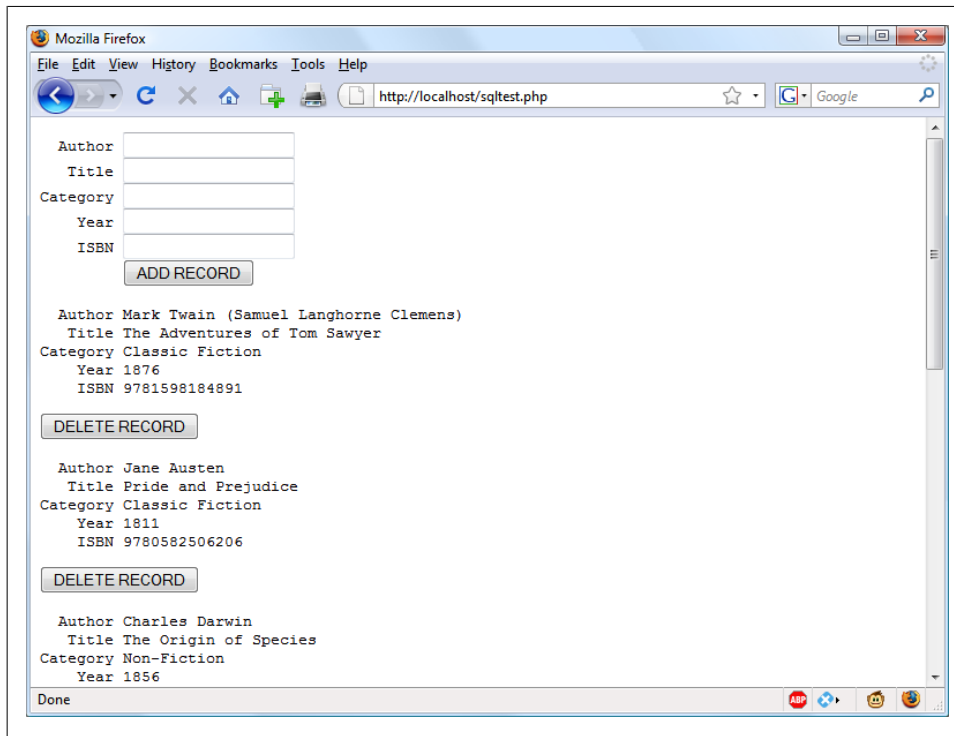 Mozilla Firefox
File Edit View History Bookmarks Tools Help
http://localhost/sqltest.php
G Google
Author
Title
Category
Year
ISBN
ADD RECORD
Author Mark Twain (Samuel Langhorne Clemens)
Title The Adventures of Tom Sawyer
Category Classic Fiction
Year 1876
ISBN 9781598184891
DELETE RECORD
Author Jane Austen
Title Pride and Prejudice
Category Classic Fiction
Year 1811
ISBN 9780582506206
DELETE RECORD
Author Charles Darwin
Title The Origin of Species
Category Non-Fiction
Year 1856
Done
ABP